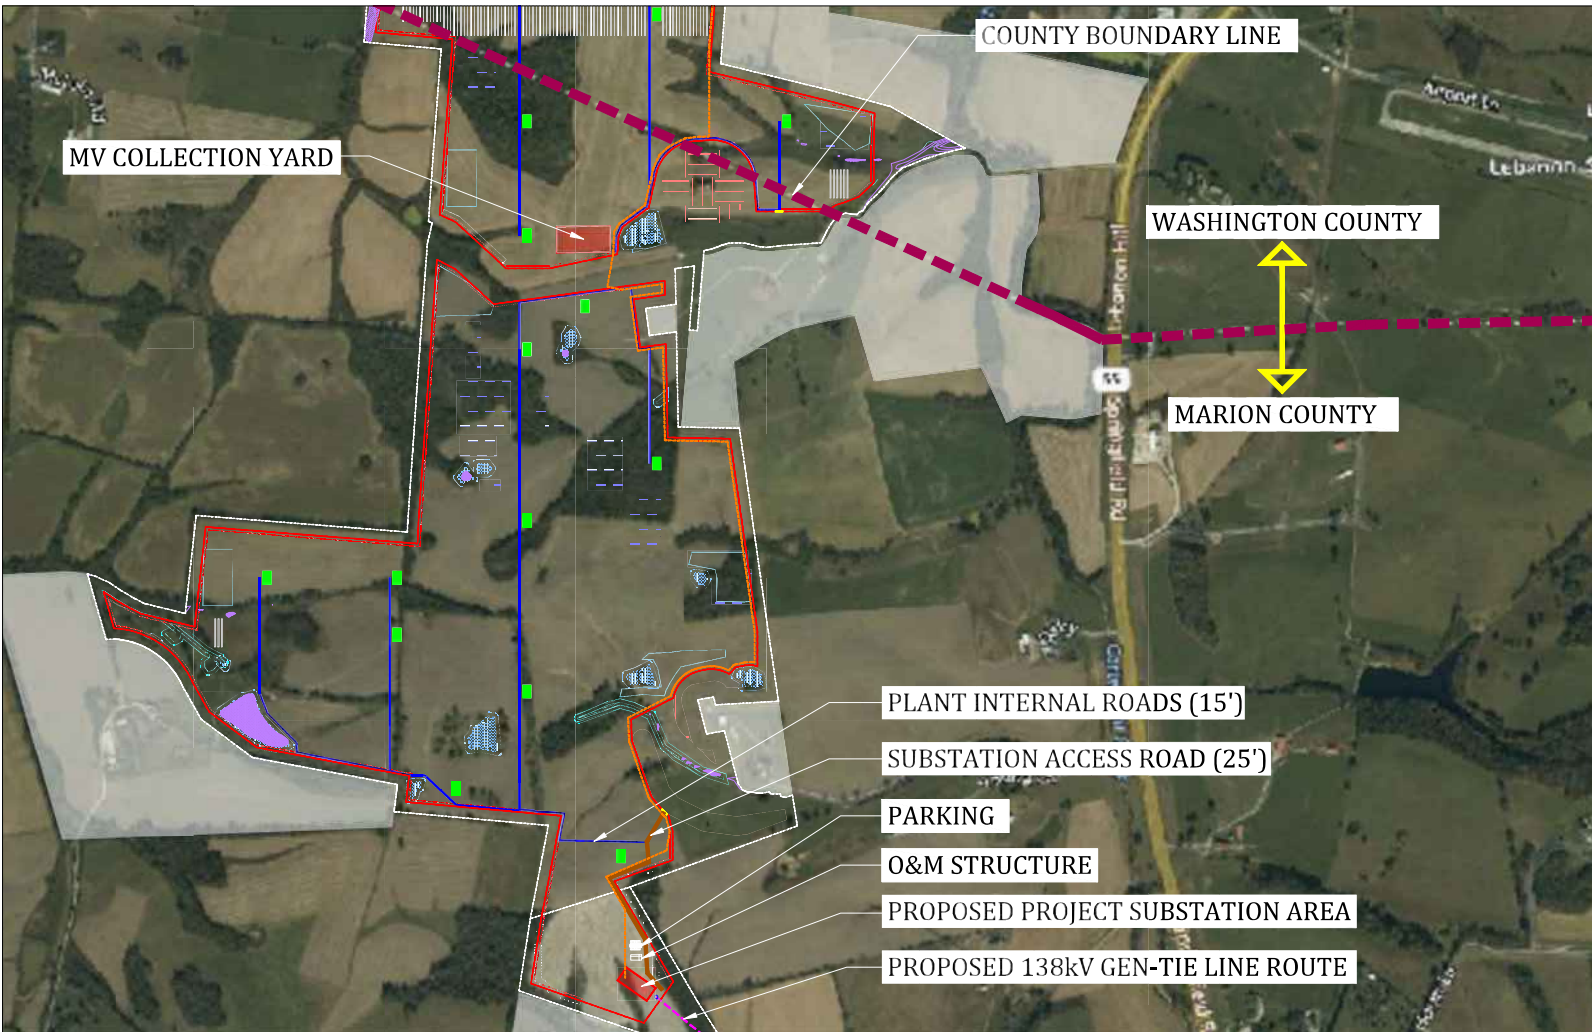 COUNTY BOUNDARY LINE
MV COLLECTION YARD
WASHINGTON COUNTY
55
MARION COUNTY
PLANT INTERNAL ROADS (15')
SUBSTATION ACCESS ROAD (25')
PARKING
O&M STRUCTURE
PROPOSED PROJECT SUBSTATION AREA
PROPOSED 138kV GEN-TIE LINE ROUTE